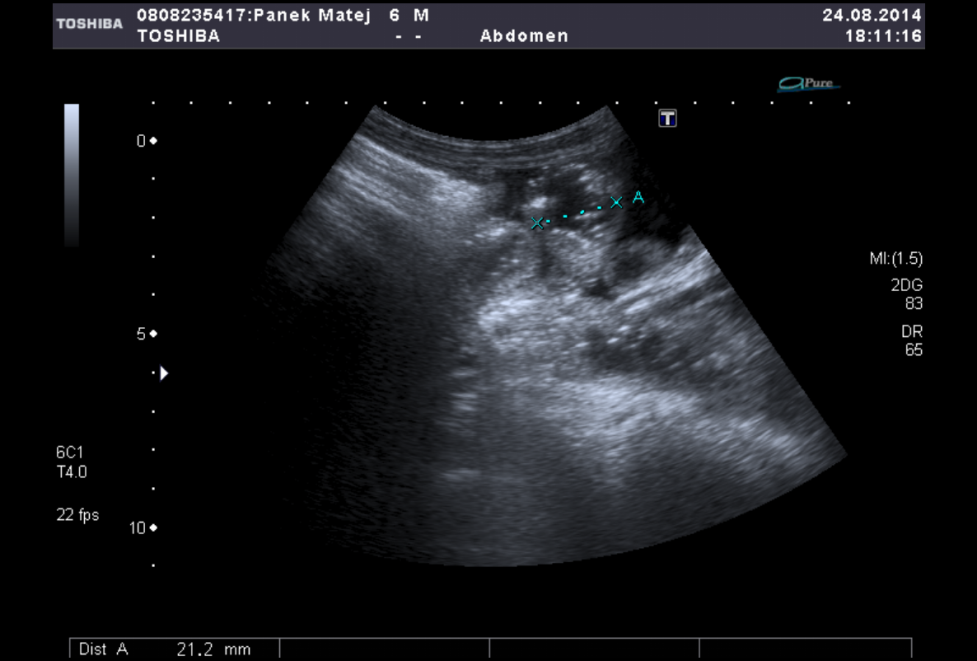 TOSHIBA
0808235417:Panek Matej 6 M
24.08.2014
TOSHIBA - - Abdomen
18:11:16
aPure
T
0
A
MI:(1.5)
2DG
83
5
DR
65
6C1
T4.0
22 fps
10
Dist A 21.2 mm